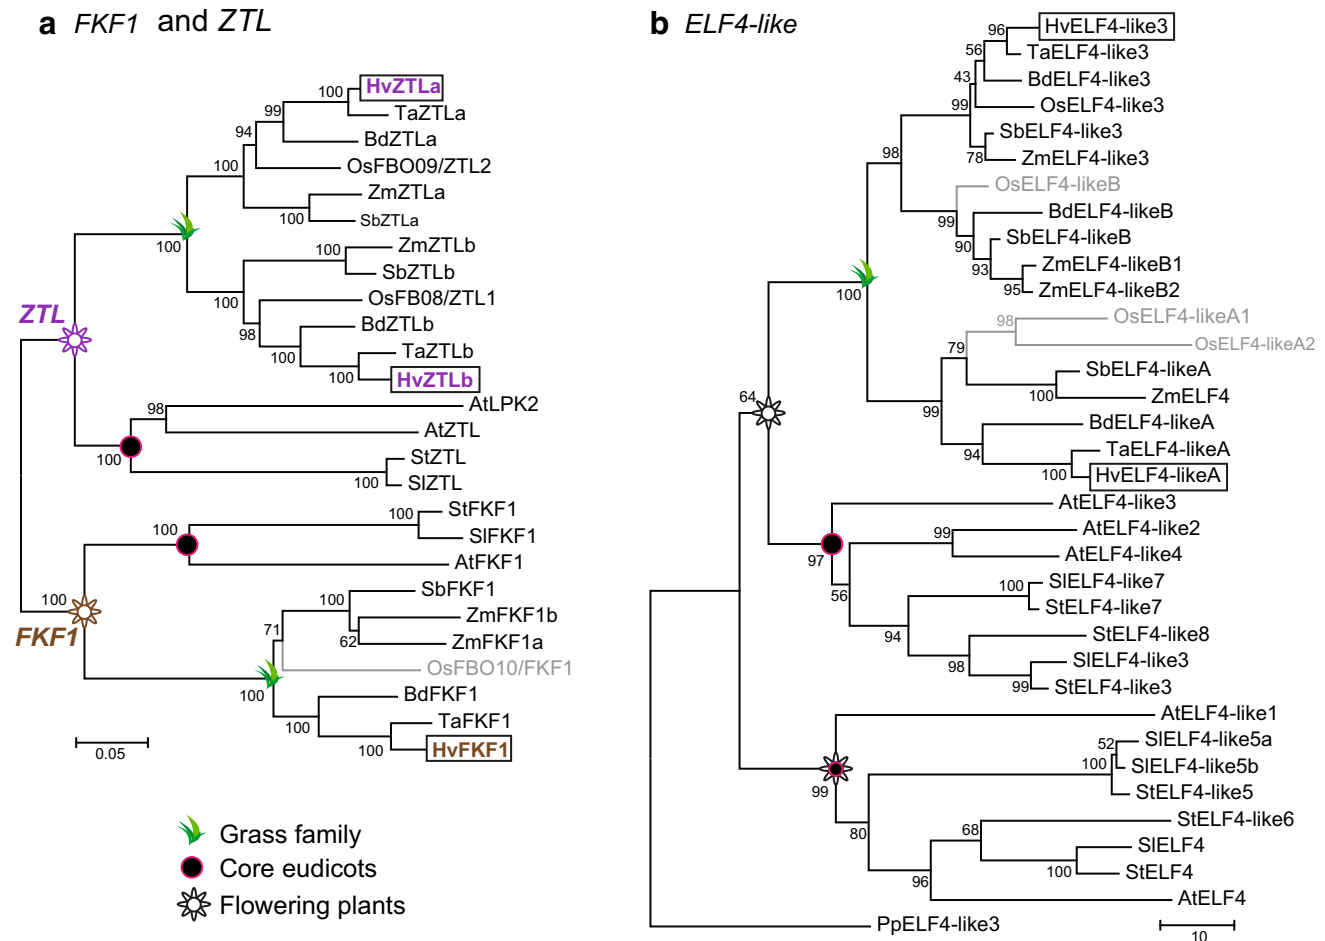 a FKF1 and ZTL
HvZTLa
100
TaZTLa
99
BdZTLa
94
OsFBO09/ZTL2
100
ZmZTLa
100
SbZTLa
100
ZmZTLb
100
SbZTLb
100
OsFB08/ZTL1
98
BdZTLb
100
TaZTLb
100
HvZTLb
ZTL
98
AtLPK2
AtZTL
100
StZTL
100
SlZTL
100
StFKF1
100
SlFKF1
AtFKF1
100
FKF1
SbFKF1
100
ZmFKF1b
71
62
ZmFKF1a
OsFBO10/FKF1
100
BdFKF1
100
TaFKF1
100
HvFKF1
0.05
Grass family
Core eudicots
Flowering plants
b ELF4-like
96
HvELF4-like3
56
TaELF4-like3
43
BdELF4-like3
99
OsELF4-like3
SbELF4-like3
98
78
ZmELF4-like3
OsELF4-likeB
99
BdELF4-likeB
90
SbELF4-likeB
93
ZmELF4-likeB1
95
ZmELF4-likeB2
100
98
OsELF4-likeA1
79
OsELF4-likeA2
SbELF4-likeA
100
ZmELF4
99
BdELF4-likeA
94
TaELF4-likeA
100
HvELF4-likeA
64
AtELF4-like3
97
99
AtELF4-like2
AtELF4-like4
56
100
SlELF4-like7
StELF4-like7
94
StELF4-like8
98
SlELF4-like3
99
StELF4-like3
AtELF4-like1
99
52
SlELF4-like5a
100
SlELF4-like5b
StELF4-like5
80
68
StELF4-like6
SlELF4
100
StELF4
96
AtELF4
PpELF4-like3
10